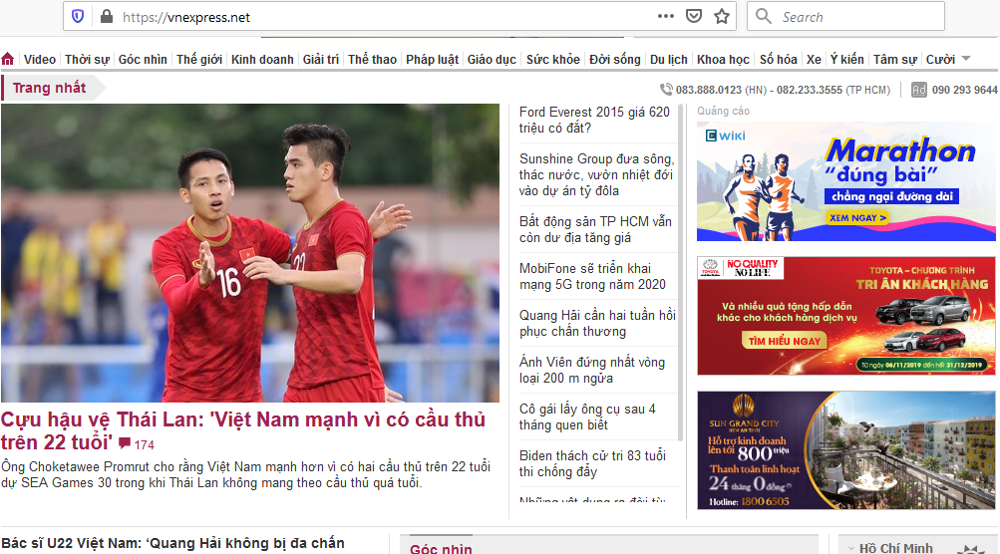 https://vnexpress.net
Search
Video Thời sự Góc nhìn Thế giới Kinh doanh Giải trí Thể thao Pháp luật Giáo dục Sức khỏe Đời sống Du lịch Khoa học Số hóa Xe Ý kiến Tâm sự Cười
Trang nhất
083.888.0123 (HN) - 082.233.3555 (TP HCM)
Ad 090 293 9644
16
22
Cựu hậu vệ Thái Lan: 'Việt Nam mạnh vì có cầu thủ
trên 22 tuổi' 174
Ông Choketawee Promrut cho rằng Việt Nam mạnh hơn vì có hai cầu thủ trên 22 tuổi
dự SEA Games 30 trong khi Thái Lan không mang theo cầu thủ quá tuổi.
Ford Everest 2015 giá 620
triệu có đắt?
Sunshine Group đưa sông,
thác nước, vườn nhiệt đới
vào dự án tỷ đôla
Bất động sản TP HCM vẫn
còn dư địa tăng giá
MobiFone sẽ triển khai
mạng 5G trong năm 2020
Quang Hải cần hai tuần hồi
phục chấn thương
Ánh Viên đứng nhất vòng
loại 200 m ngửa
Cô gái lấy ông cụ sau 4
tháng quen biết
Biden thách cử tri 83 tuổi
thi chống đẩy
Những vật dụng ra đời từ:
Quảng cáo
WIKI
Marathon
"đúng bài"
chẳng ngại đường dài
XEM NGAY >
TOYOTA
NO QUALITY
NO LIFE
TOYOTA – CHƯƠNG TRÌNH
TRI ÂN KHÁCH HÀNG
Và nhiều quà tặng hấp dẫn
khác cho khách hàng dịch vụ
TÌM HIỂU NGAY
Từ ngày 06/11/2019 đến hết 31/12/2019
SUN GRAND CITY
NEW AN THOI
Hỗ trợ kinh doanh
lên tới 800 triệu
Thanh toán linh hoạt
24 tháng 0 đồng
Hotline: 1800 6505
Bác sĩ U22 Việt Nam: ‘Quang Hải không bị đa chấn
Góc nhìn
Hồ Chí Minh